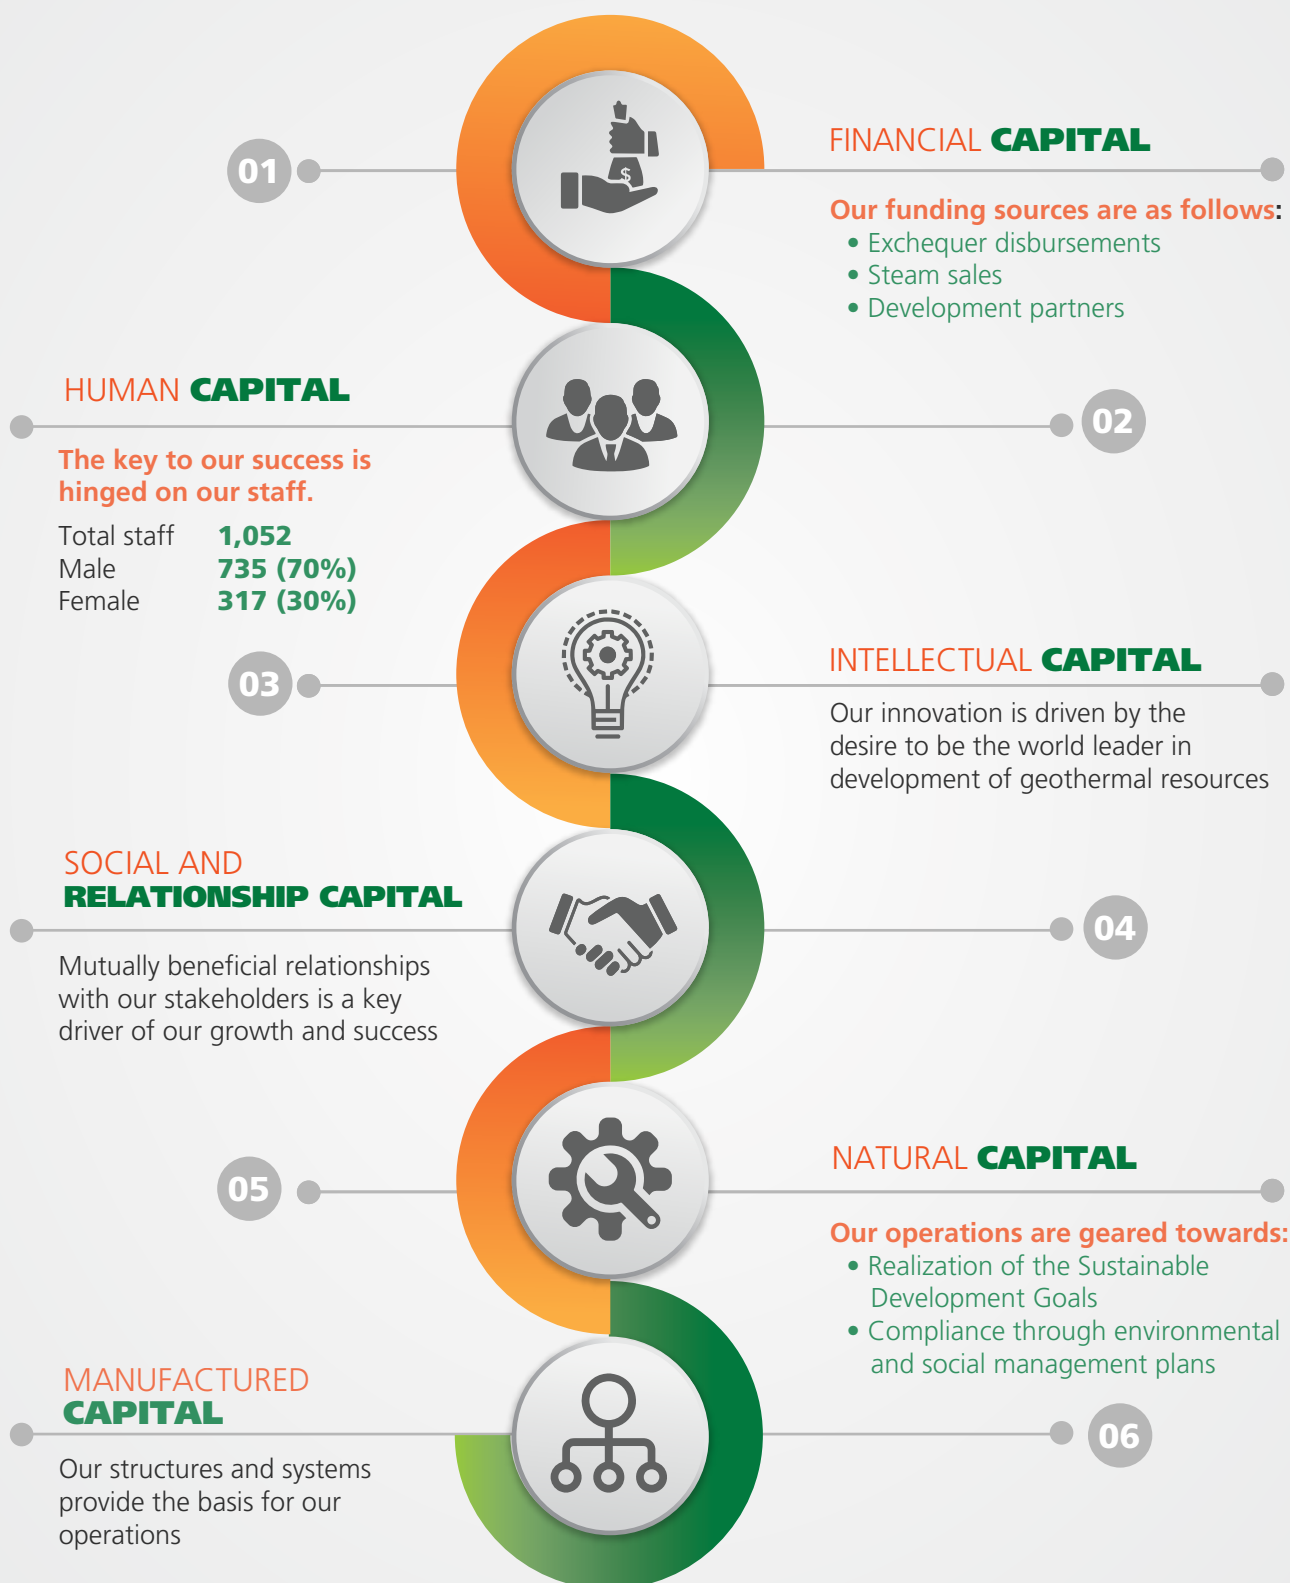 01
FINANCIAL CAPITAL
Our funding sources are as follows:
• Exchequer disbursements
• Steam sales
• Development partners
$
HUMAN CAPITAL
02
The key to our success is
hinged on our staff.
Total staff 1,052
Male 735 (70%)
Female 317 (30%)
03
INTELLECTUAL CAPITAL
Our innovation is driven by the
desire to be the world leader in
development of geothermal resources
SOCIAL AND
RELATIONSHIP CAPITAL
04
Mutually beneficial relationships
with our stakeholders is a key
driver of our growth and success
05
NATURAL CAPITAL
Our operations are geared towards:
• Realization of the Sustainable
Development Goals
• Compliance through environmental
and social management plans
MANUFACTURED
CAPITAL
06
Our structures and systems
provide the basis for our
operations